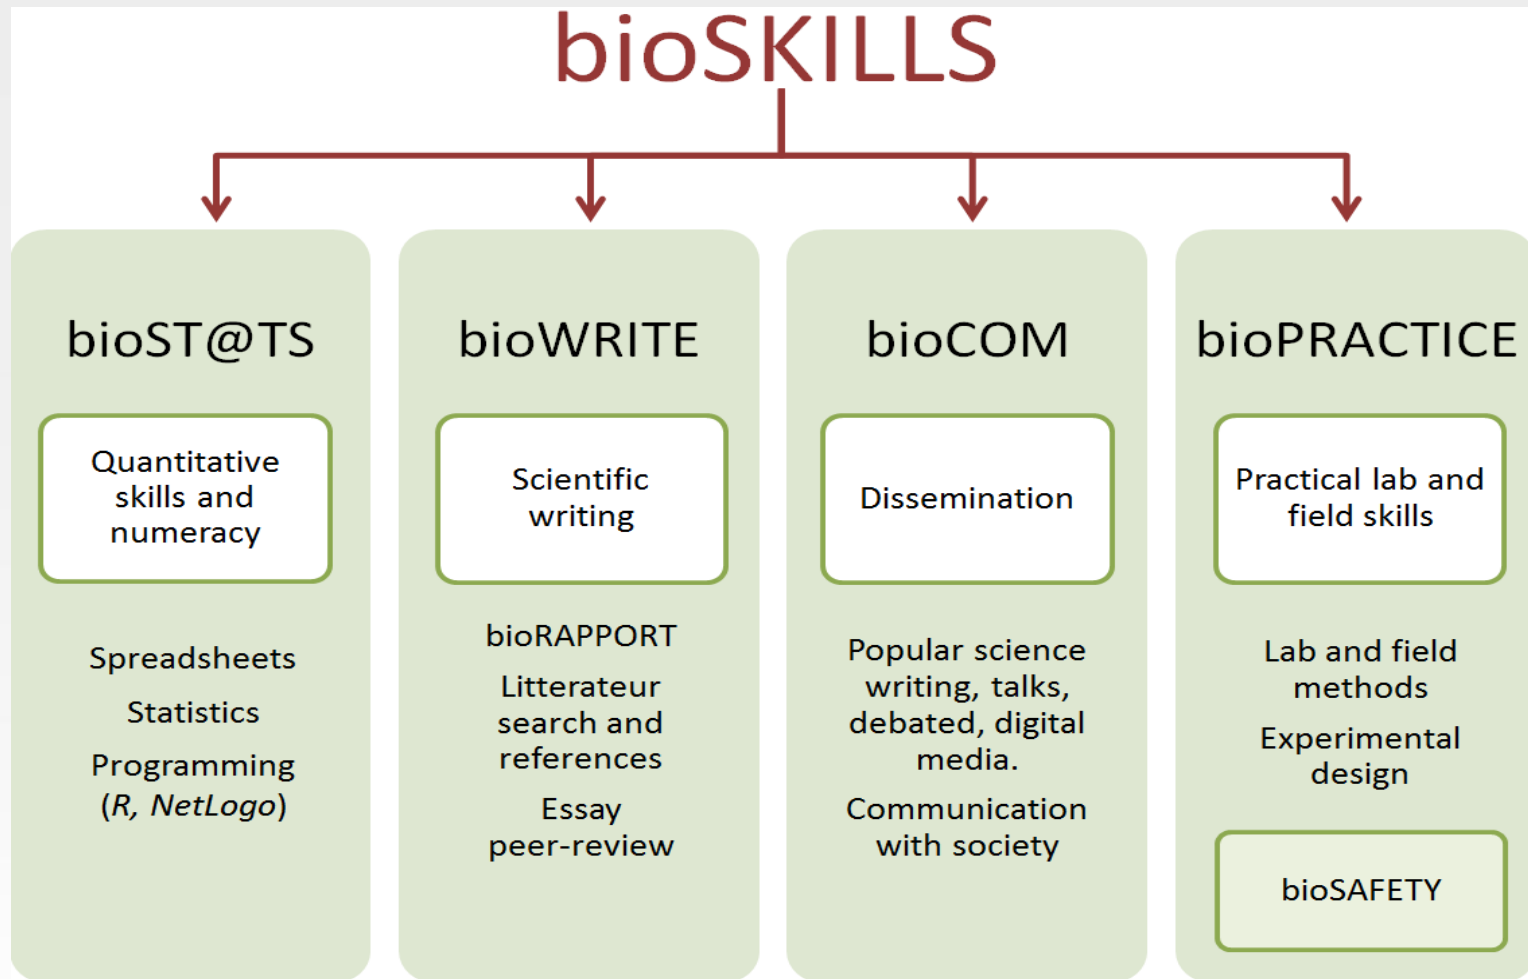 bioSKILLS
bioST@TS
Quantitative
skills and
numeracy
Spreadsheets
Statistics
Programming
(R, NetLogo)
bioWRITE
Scientific
writing
bioRAPPORT
Litterateur
search and
references
Essay
peer-review
bioCOM
Dissemination
Popular science
writing, talks,
debated, digital
media.
Communication
with society
bioPRACTICE
Practical lab and
field skills
Lab and field
methods
Experimental
design
bioSAFETY